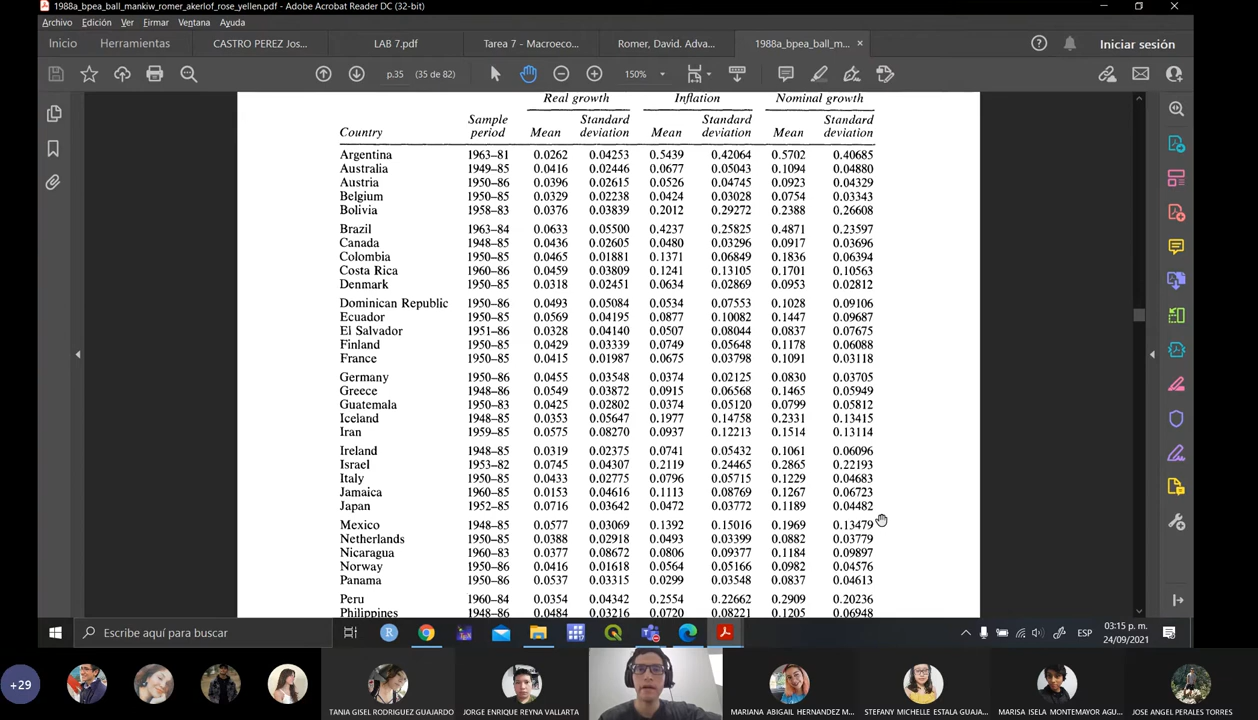 1988a_bpea_ball_mankiw_romer_akerlof_rose_yellen.pdf - Adobe Acrobat Reader DC (32-bit)
Archivo Edición Ver Firmar Ventana Ayuda
Inicio Herramientas CASTRO PEREZ Jos... LAB 7.pdf Tarea 7 - Macroeco... Romer, David. Adva... 1988a_bpea_ball_m... × Iniciar sesión
p.35 (35 de 82) 150%
Real growth Inflation Nominal growth
Sample Standard Standard Standard
Country period Mean deviation Mean deviation Mean deviation
Argentina 1963–81 0.0262 0.04253 0.5439 0.42064 0.5702 0.40685
Australia 1949–85 0.0416 0.02446 0.0677 0.05043 0.1094 0.04880
Austria 1950–86 0.0396 0.02615 0.0526 0.04745 0.0923 0.04329
Belgium 1950–85 0.0329 0.02238 0.0424 0.03028 0.0754 0.03343
Bolivia 1958–83 0.0376 0.03839 0.2012 0.29272 0.2388 0.26608
Brazil 1963–84 0.0633 0.05500 0.4237 0.25825 0.4871 0.23597
Canada 1948–85 0.0436 0.02605 0.0480 0.03296 0.0917 0.03696
Colombia 1950–85 0.0465 0.01881 0.1371 0.06849 0.1836 0.06394
Costa Rica 1960–86 0.0459 0.03809 0.1241 0.13105 0.1701 0.10563
Denmark 1950–85 0.0318 0.02451 0.0634 0.02869 0.0953 0.02812
Dominican Republic 1950–86 0.0493 0.05084 0.0534 0.07553 0.1028 0.09106
Ecuador 1950–85 0.0569 0.04195 0.0877 0.10082 0.1447 0.09687
El Salvador 1951–86 0.0328 0.04140 0.0507 0.08044 0.0837 0.07675
Finland 1950–85 0.0429 0.03339 0.0749 0.05648 0.1178 0.06088
France 1950–85 0.0415 0.01987 0.0675 0.03798 0.1091 0.03118
Germany 1950–86 0.0455 0.03548 0.0374 0.02125 0.0830 0.03705
Greece 1948–86 0.0549 0.03872 0.0915 0.06568 0.1465 0.05949
Guatemala 1950–83 0.0425 0.02802 0.0374 0.05120 0.0799 0.05812
Iceland 1948–85 0.0353 0.05647 0.1977 0.14758 0.2331 0.13415
Iran 1959–85 0.0575 0.08270 0.0937 0.12213 0.1514 0.13114
Ireland 1948–85 0.0319 0.02375 0.0741 0.05432 0.1061 0.06096
Israel 1953–82 0.0745 0.04307 0.2119 0.24465 0.2865 0.22193
Italy 1950–85 0.0433 0.02775 0.0796 0.05715 0.1229 0.04683
Jamaica 1960–85 0.0153 0.04616 0.1113 0.08769 0.1267 0.06723
Japan 1952–85 0.0716 0.03642 0.0472 0.03772 0.1189 0.04482
Mexico 1948–85 0.0577 0.03069 0.1392 0.15016 0.1969 0.13479
Netherlands 1950–85 0.0388 0.02918 0.0493 0.03399 0.0882 0.03779
Nicaragua 1960–83 0.0377 0.08672 0.0806 0.09377 0.1184 0.09897
Norway 1950–86 0.0416 0.01618 0.0564 0.05166 0.0982 0.04576
Panama 1950–86 0.0537 0.03315 0.0299 0.03548 0.0837 0.04613
Peru 1960–84 0.0354 0.04342 0.2554 0.22662 0.2909 0.20236
Philippines 1948–86 0.0484 0.03216 0.0720 0.08221 0.1205 0.06948
Escribe aquí para buscar
ESP
03:15 p. m.
24/09/2021
+29
TANIA GISEL RODRIGUEZ GUAJARDO
JORGE ENRIQUE REYNA VALLARTA
MARIANA ABIGAIL HERNANDEZ M...
STEFANY MICHELLE ESTALA GUAJA...
MARISA ISELA MONTEMAYOR AGU...
JOSE ANGEL PERALES TORRES